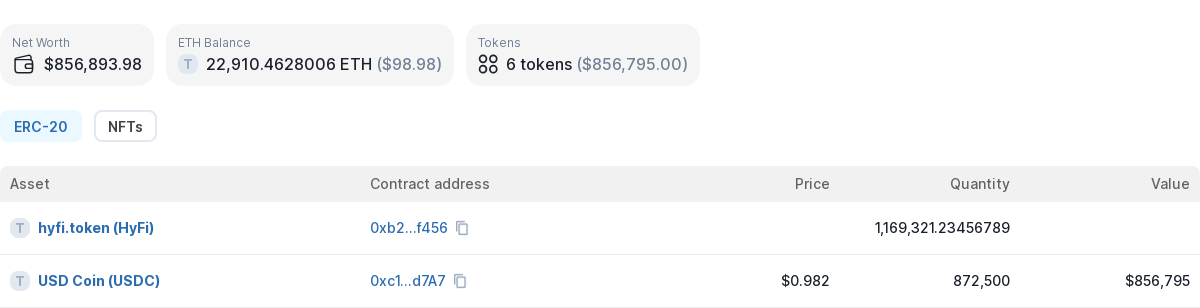 Net Worth
$856,893.98
ETH Balance
T 22,910.4628006 ETH ($98.98)
Tokens
6 tokens ($856,795.00)
ERC-20 NFTs
Asset Contract address Price Quantity Value
T hyfi.token (HyFi) 0xb2...f456 1,169,321.23456789
T USD Coin (USDC) 0xc1...d7A7 $0.982 872,500 $856,795